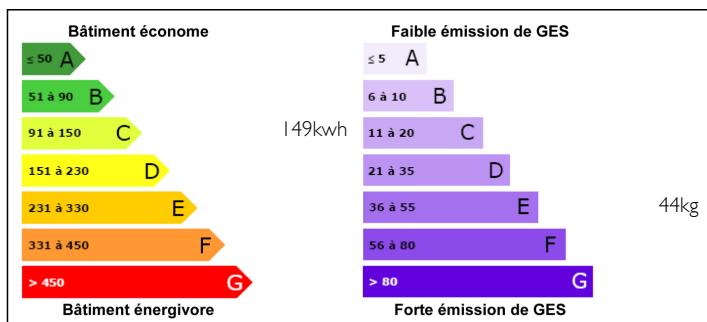 Bâtiment économe
≤ 50 A
51 à 90 B
91 à 150 C
149kwh
151 à 230 D
231 à 330 E
331 à 450 F
> 450 G
Bâtiment énergivore
Faible émission de GES
≤ 5 A
6 à 10 B
11 à 20 C
21 à 35 D
36 à 55 E
44kg
56 à 80 F
> 80 G
Forte émission de GES